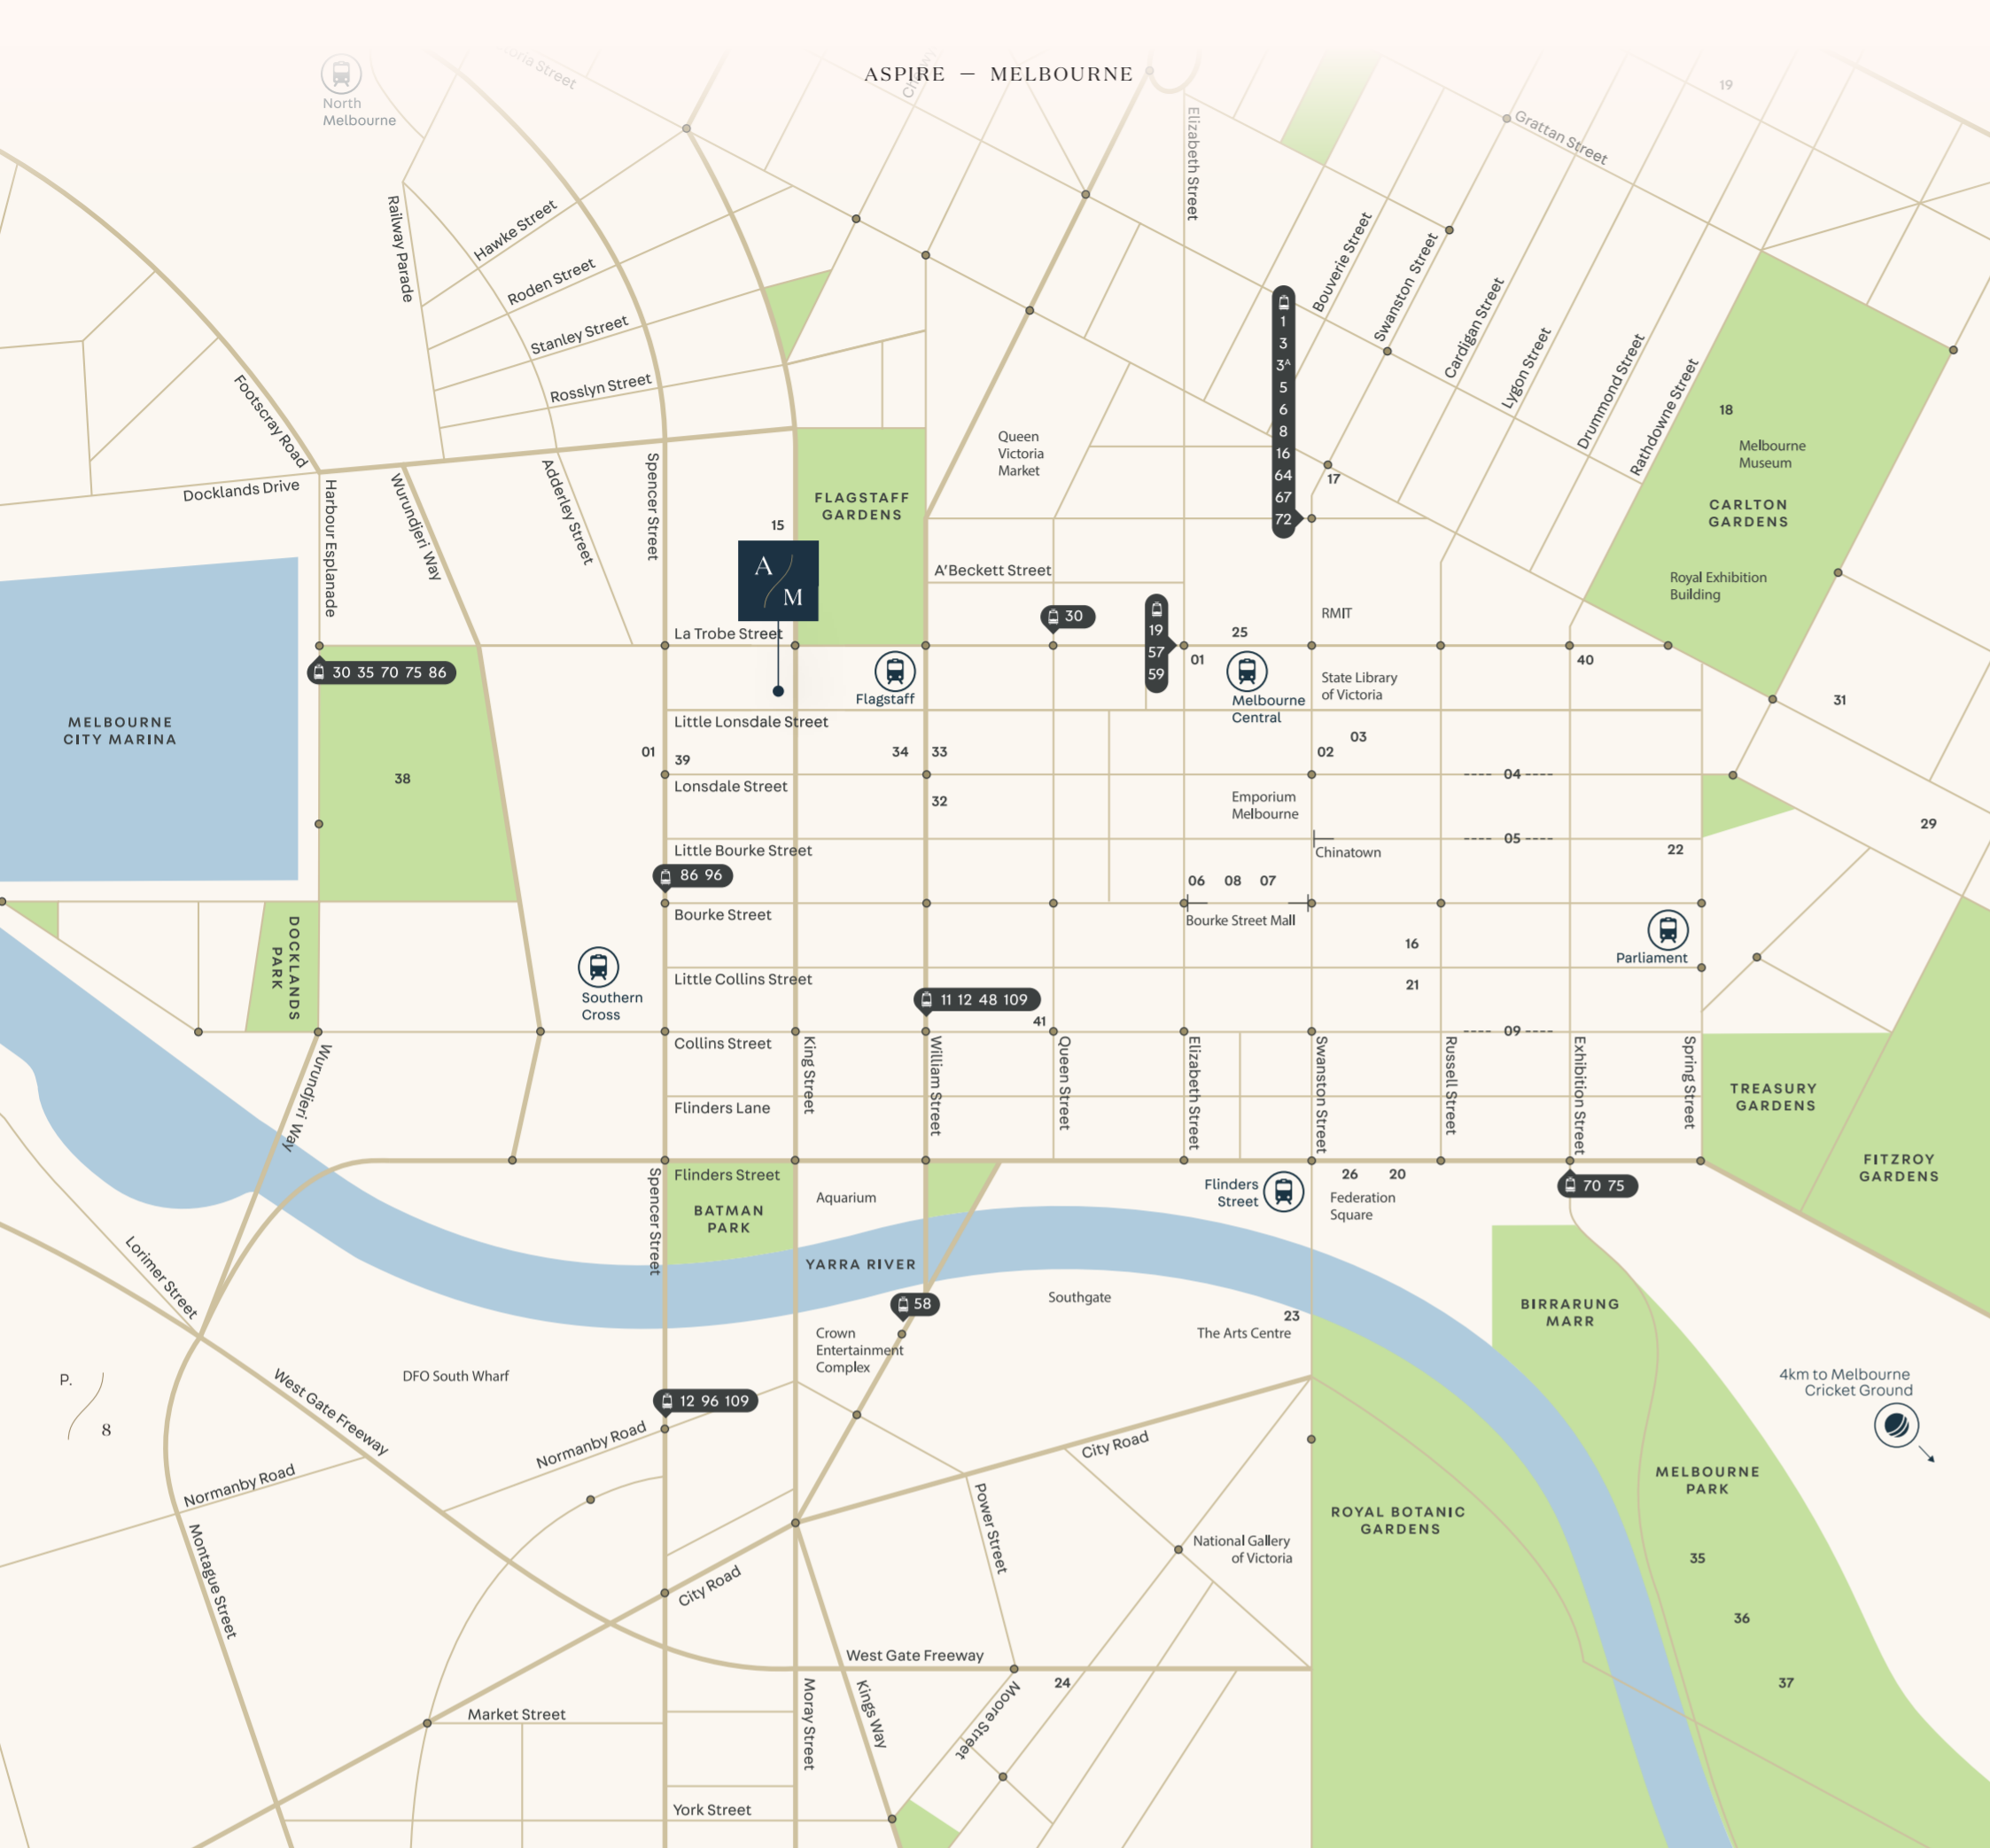 ASPIRE — MELBOURNE
North
Melbourne
Elizabeth Street
Grattan Street
19
Railway Parade
Hawke Street
Roden Street
Stanley Street
Rosslyn Street
Footscray Road
Docklands Drive
Harbour Esplanade
Wurundjeri Way
Adderley Street
Spencer Street
15
FLAGSTAFF
GARDENS
Queen
Victoria
Market
1
3
3A
5
6
8
16
64
67
72
Bouverie Street
Swanston Street
Cardigan Street
Lygon Street
Drummond Street
Rathdowne Street
17
18
Melbourne
Museum
CARLTON
GARDENS
Royal Exhibition
Building
A
M
A'Beckett Street
La Trobe Street
30
19
57
59
25
01
RMIT
40
30 35 70 75 86
Flagstaff
Melbourne
Central
State Library
of Victoria
31
MELBOURNE
CITY MARINA
38
Little Lonsdale Street
01
39
34
33
02
03
04
Lonsdale Street
32
Emporium
Melbourne
05
Chinatown
22
29
Little Bourke Street
86 96
06 08 07
Bourke Street
Bourke Street Mall
16
Parliament
DOCKLANDS
PARK
Southern
Cross
Little Collins Street
21
11 12 48 109
41
09
Collins Street
Wurundjeri Way
King Street
William Street
Queen Street
Elizabeth Street
Swanston Street
Russell Street
Exhibition Street
Spring Street
Flinders Lane
TREASURY
GARDENS
FITZROY
GARDENS
Flinders Street
Spencer Street
BATMAN
PARK
Aquarium
Flinders
Street
26
20
Federation
Square
70 75
YARRA RIVER
Lorimer Street
58
Southgate
23
The Arts Centre
Crown
Entertainment
Complex
BIRRARUNG
MARR
DFO South Wharf
West Gate Freeway
P.
8
12 96 109
4km to Melbourne
Cricket Ground
Normanby Road
Normanby Road
City Road
Power Street
MELBOURNE
PARK
ROYAL BOTANIC
GARDENS
National Gallery
of Victoria
Montague Street
City Road
35
36
37
West Gate Freeway
24
Moray Street
Kings Way
Moore Street
Market Street
York Street